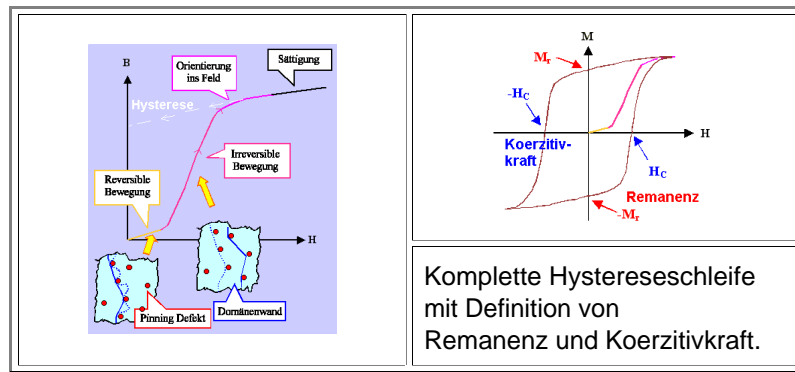 B
Orientierung
ins Feld
Sättigung
Hysterese
Irreversible
Bewegung
Reversible
Bewegung
H
Pinning Defekt
Domänenwand
M
Mr
-HC
H
Koerzitiv-
kraft
HC
Remanenz
-Mr
Komplette Hystereseschleife
mit Definition von
Remanenz und Koerzitivkraft.